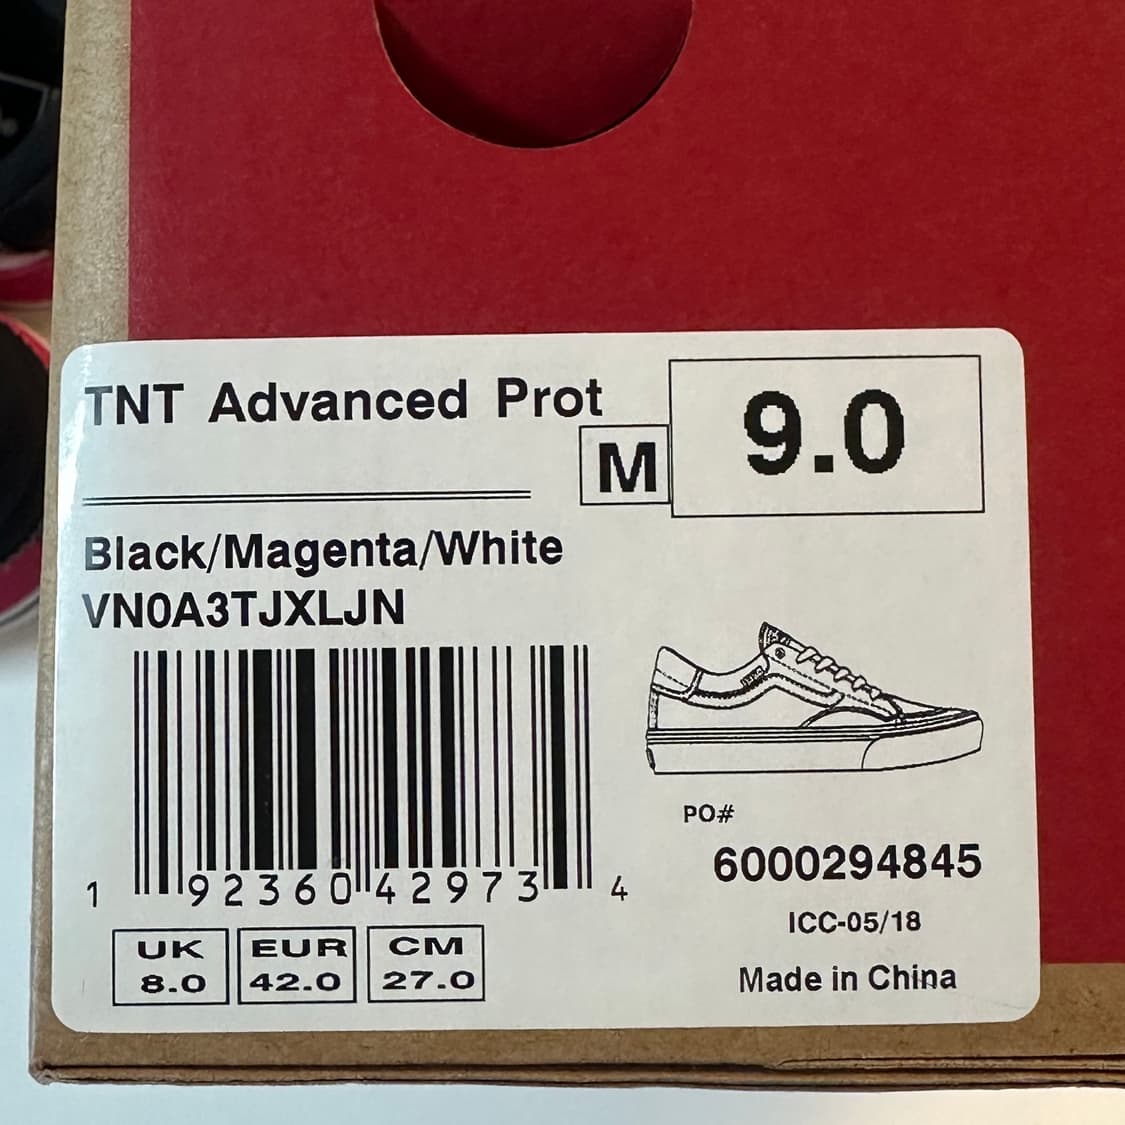 TNT Advanced Prot
M
9.0
Black/Magenta/White
VN0A3TJXLJN
1 92360 42973 4
PO#
6000294845
ICC-05/18
Made in China
UK EUR CM
8.0 42.0 27.0